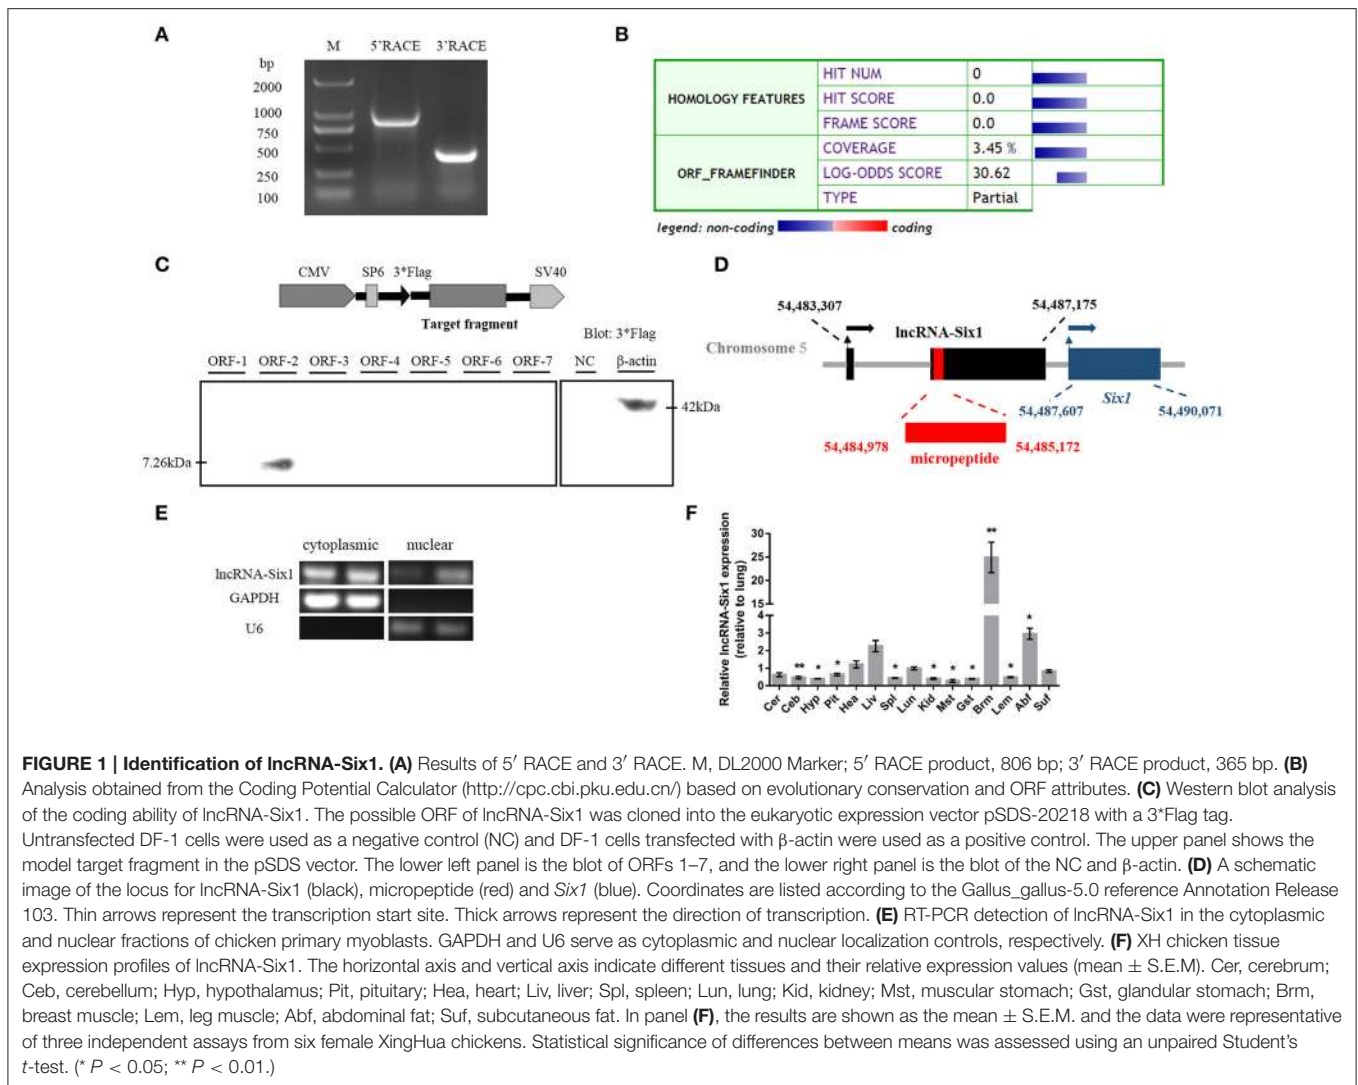 A
M 5'RACE 3'RACE
bp
2000
1000
750
500
250
100
B
HOMOLOGY FEATURES
HIT NUM 0
HIT SCORE 0.0
FRAME SCORE 0.0
ORF_FRAMEFINDER
COVERAGE 3.45 %
LOG-ODDS SCORE 30.62
TYPE Partial
legend: non-coding coding
C
CMV SP6 3*Flag SV40
Target fragment
Blot: 3*Flag
ORF-1 ORF-2 ORF-3 ORF-4 ORF-5 ORF-6 ORF-7 NC β-actin
42kDa
7.26kDa
D
54,483,307 54,487,175
lncRNA-Six1
Chromosome 5
Six1
54,487,607 54,490,071
54,484,978 54,485,172
micropeptide
E
cytoplasmic nuclear
lncRNA-Six1
GAPDH
U6
F
Relative lncRNA-Six1 expression
(relative to lung)
30
25
20
15
4
3
2
1
0
** * * * * * * * ** * *
Cer Ceb Hyp Pit Hea Liv Spl Lun Kid Mst Gst Brm Lem Abf Suf
FIGURE 1 | Identification of lncRNA-Six1. (A) Results of 5′ RACE and 3′ RACE. M, DL2000 Marker; 5′ RACE product, 806 bp; 3′ RACE product, 365 bp. (B)
Analysis obtained from the Coding Potential Calculator (http://cpc.cbi.pku.edu.cn/) based on evolutionary conservation and ORF attributes. (C) Western blot analysis
of the coding ability of lncRNA-Six1. The possible ORF of lncRNA-Six1 was cloned into the eukaryotic expression vector pSDS-20218 with a 3*Flag tag.
Untransfected DF-1 cells were used as a negative control (NC) and DF-1 cells transfected with β-actin were used as a positive control. The upper panel shows the
model target fragment in the pSDS vector. The lower left panel is the blot of ORFs 1–7, and the lower right panel is the blot of the NC and β-actin. (D) A schematic
image of the locus for lncRNA-Six1 (black), micropeptide (red) and Six1 (blue). Coordinates are listed according to the Gallus_gallus-5.0 reference Annotation Release
103. Thin arrows represent the transcription start site. Thick arrows represent the direction of transcription. (E) RT-PCR detection of lncRNA-Six1 in the cytoplasmic
and nuclear fractions of chicken primary myoblasts. GAPDH and U6 serve as cytoplasmic and nuclear localization controls, respectively. (F) XH chicken tissue
expression profiles of lncRNA-Six1. The horizontal axis and vertical axis indicate different tissues and their relative expression values (mean ± S.E.M). Cer, cerebrum;
Ceb, cerebellum; Hyp, hypothalamus; Pit, pituitary; Hea, heart; Liv, liver; Spl, spleen; Lun, lung; Kid, kidney; Mst, muscular stomach; Gst, glandular stomach; Brm,
breast muscle; Lem, leg muscle; Abf, abdominal fat; Suf, subcutaneous fat. In panel (F), the results are shown as the mean ± S.E.M. and the data were representative
of three independent assays from six female XingHua chickens. Statistical significance of differences between means was assessed using an unpaired Student's
t-test. (* P < 0.05; ** P < 0.01.)